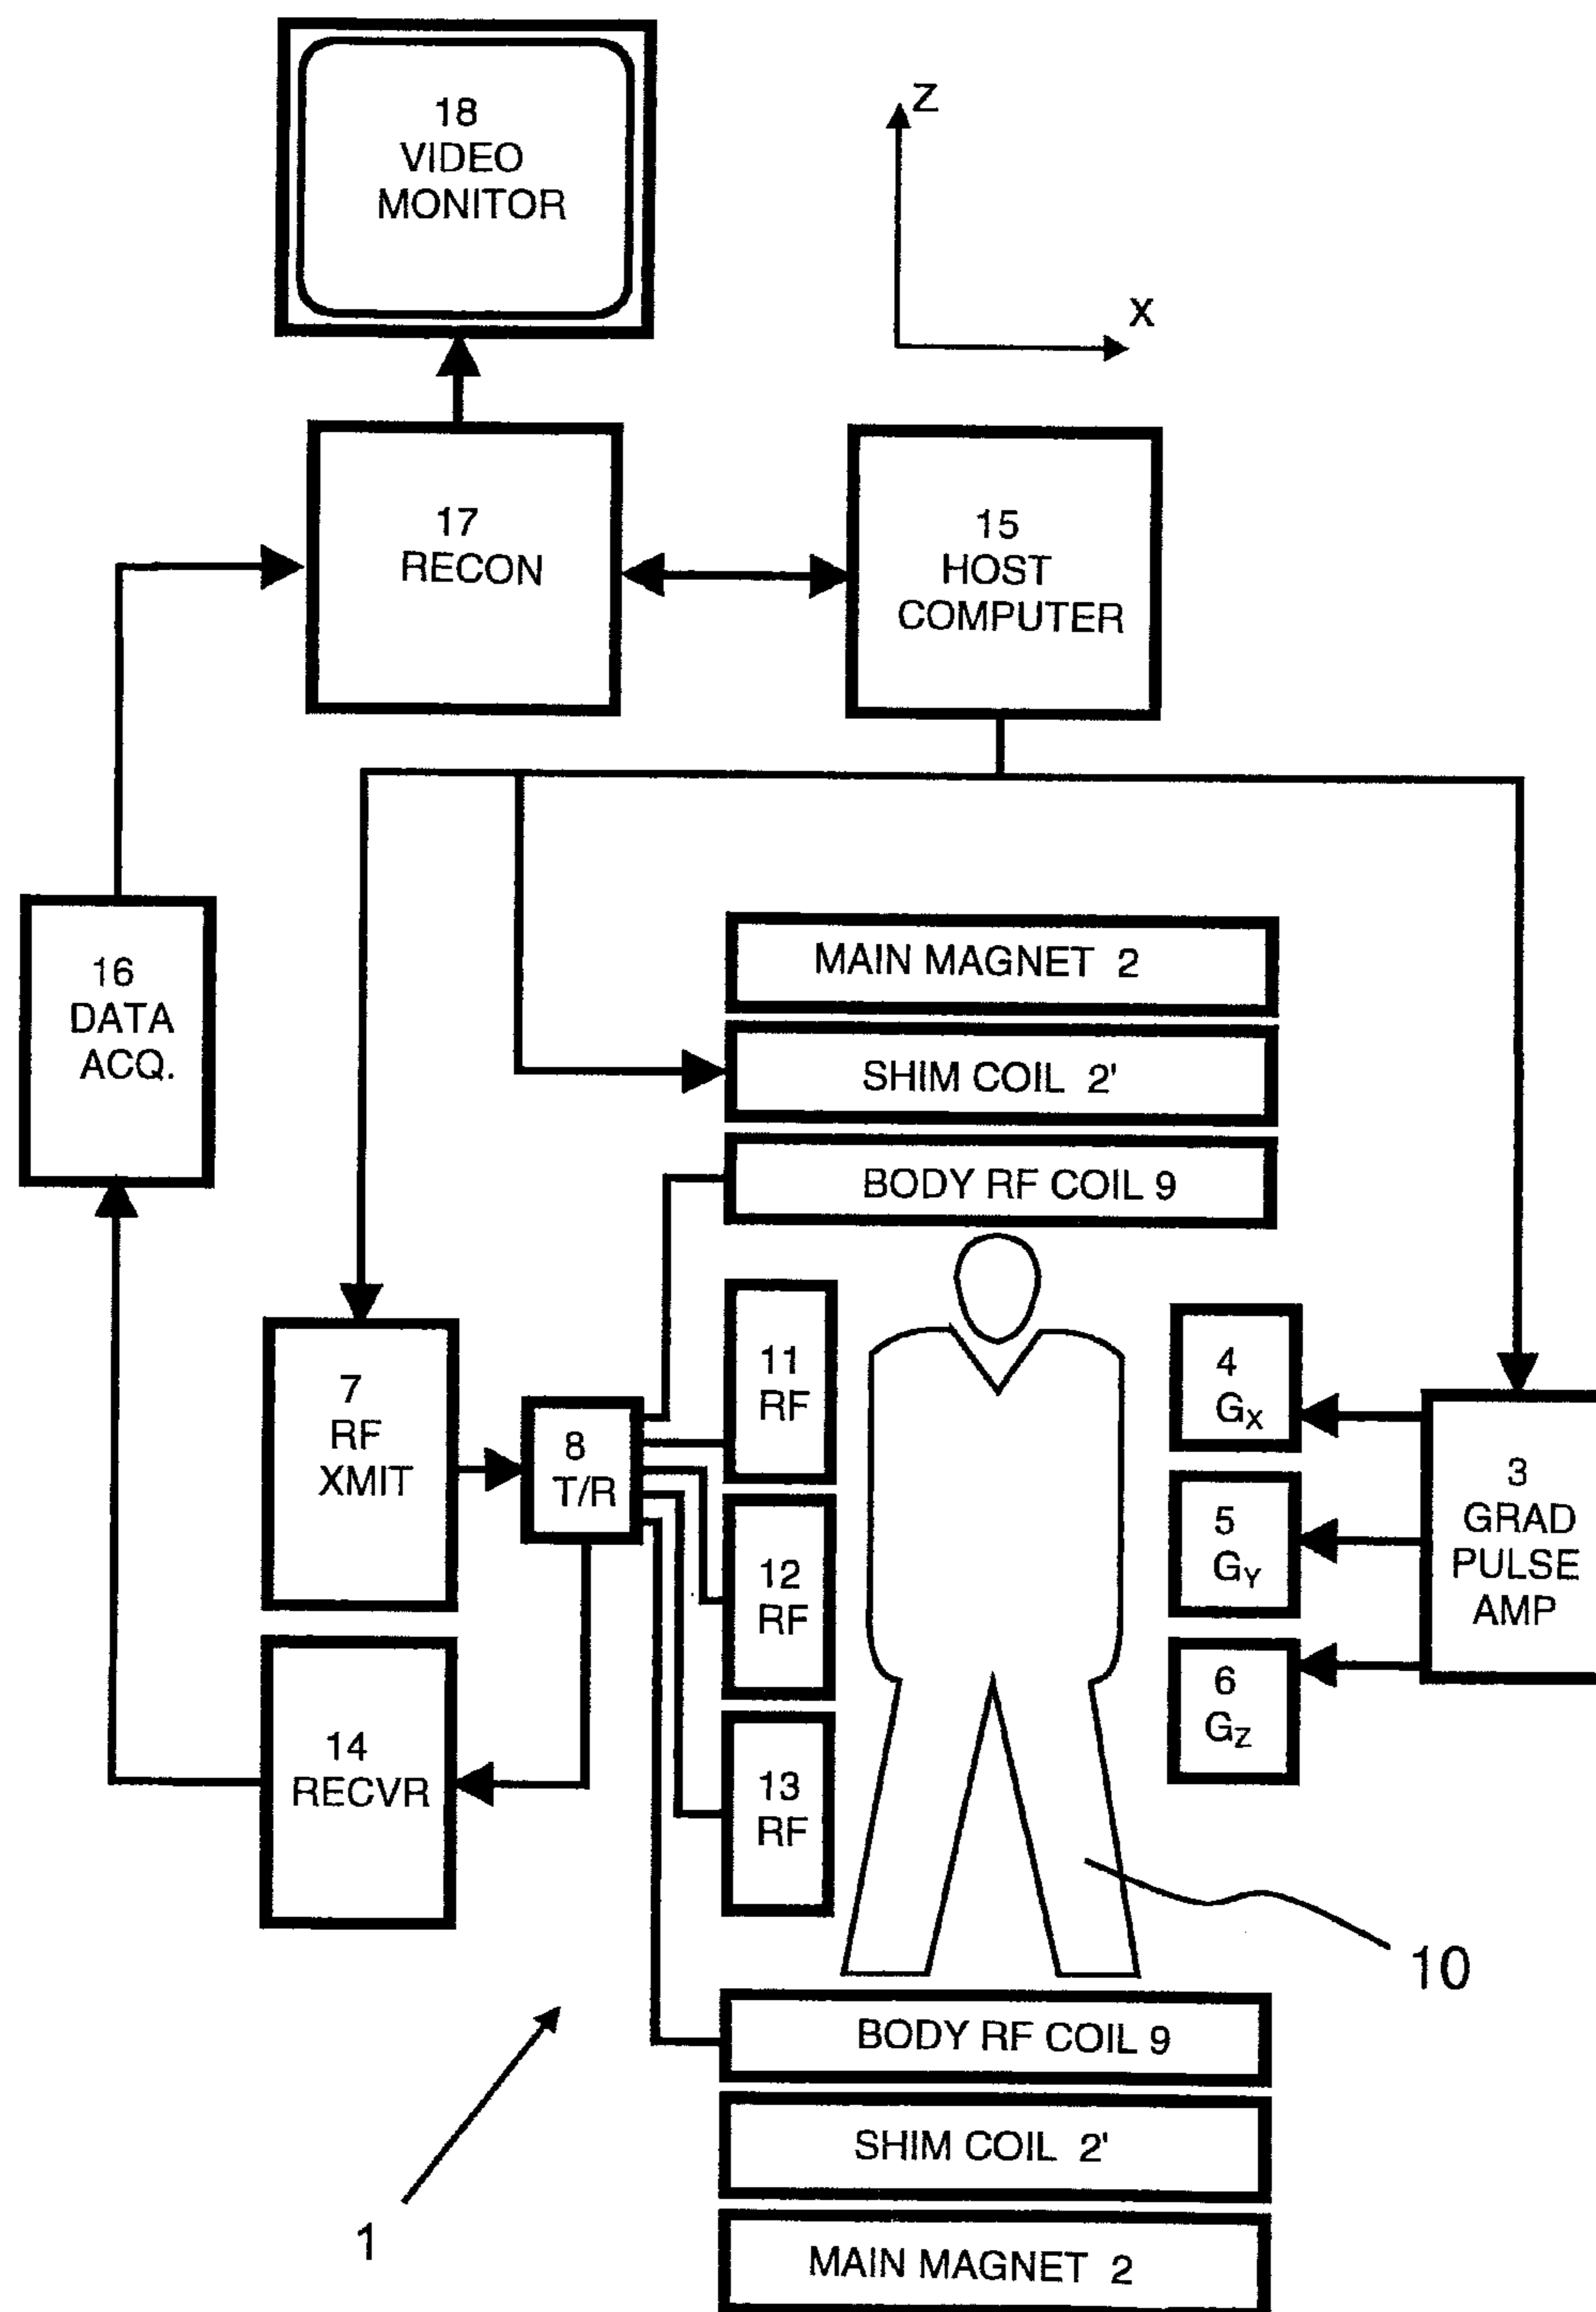 18
VIDEO
MONITOR
Z
X
17
RECON
15
HOST
COMPUTER
16
DATA
ACQ.
MAIN MAGNET 2
SHIM COIL 2'
BODY RF COIL 9
7
RF
XMIT
8
T/R
11
RF
12
RF
13
RF
4
GX
5
GY
6
GZ
3
GRAD
PULSE
AMP
14
RECVR
10
BODY RF COIL 9
SHIM COIL 2'
MAIN MAGNET 2
1